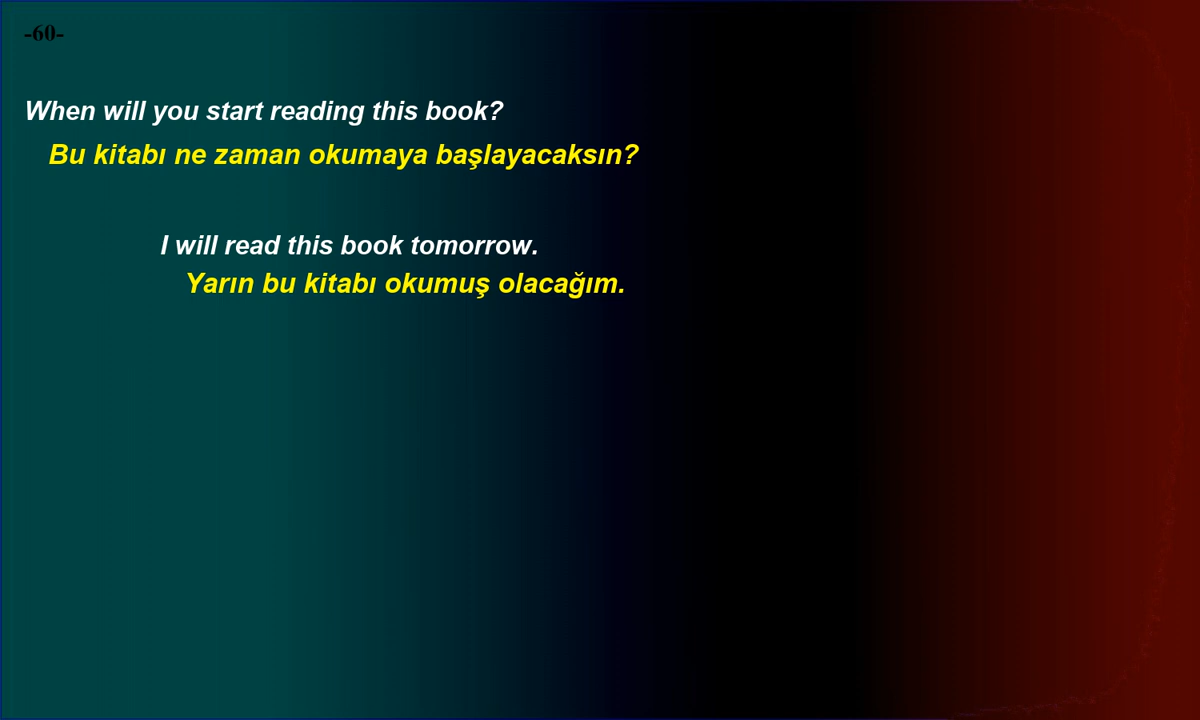 -60-
When will you start reading this book?
Bu kitabı ne zaman okumaya başlayacaksın?
I will read this book tomorrow.
Yarın bu kitabı okumuş olacağım.